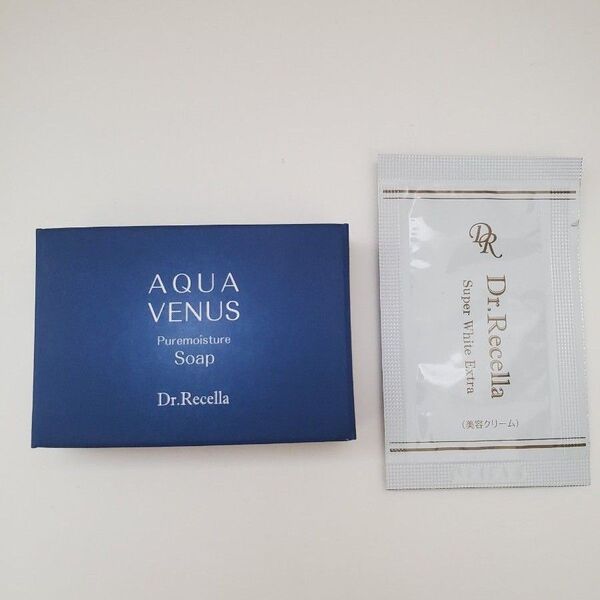 AQUA
VENUS
Puremoisture
Soap
Dr.Recella
DR
Dr.Recella
Super White Extra
(美容クリーム)